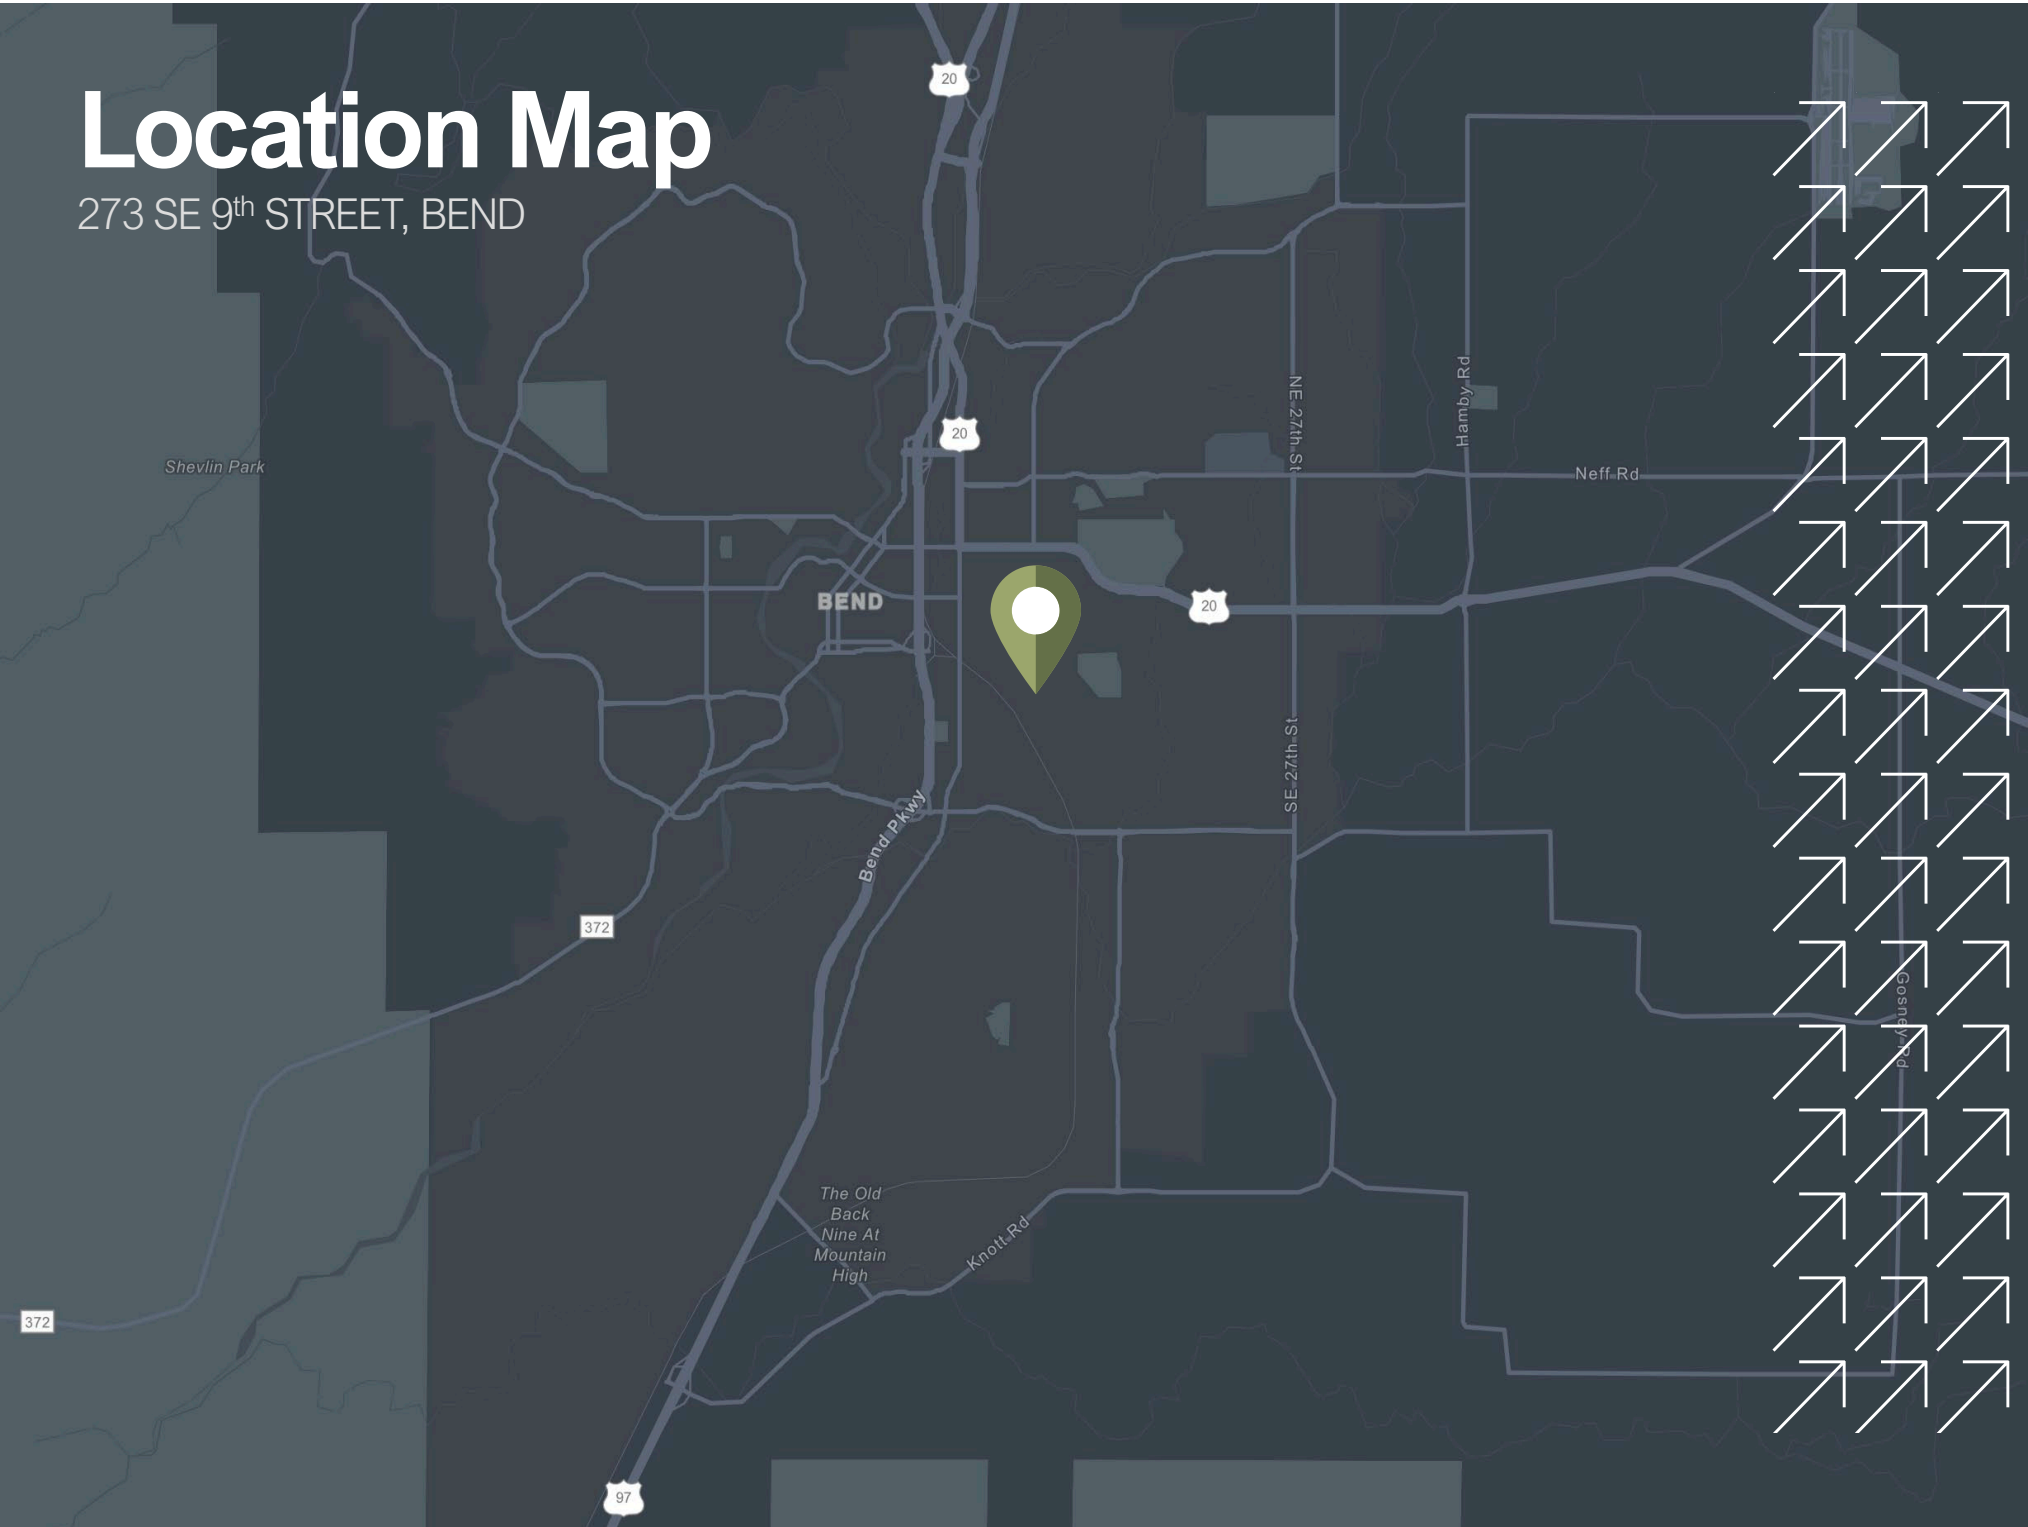 Location Map
273 SE 9th STREET, BEND
20
20
NE 27th St
Hamby Rd
Neff Rd
Shevlin Park
BEND
20
SE 27th St
Bend Pkwy
372
Gosney Rd
The Old
Back
Nine At
Mountain
High
Knott Rd
372
97